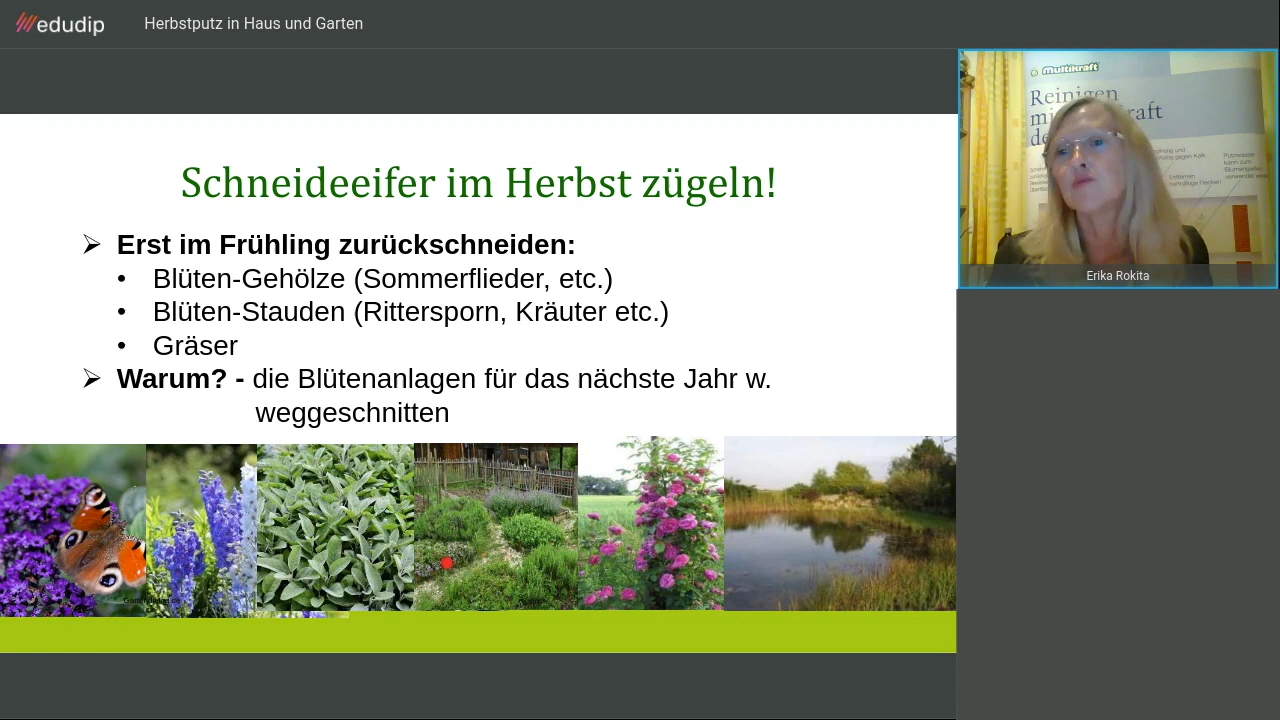 edudip
Herbstputz in Haus und Garten
Schneideeifer im Herbst zügeln!
➢ Erst im Frühling zurückschneiden:
• Blüten-Gehölze (Sommerflieder, etc.)
• Blüten-Stauden (Rittersporn, Kräuter etc.)
• Gräser
➢ Warum? - die Blütenanlagen für das nächste Jahr w.
weggeschnitten
multikraft
Reinigen
Erika Rokita